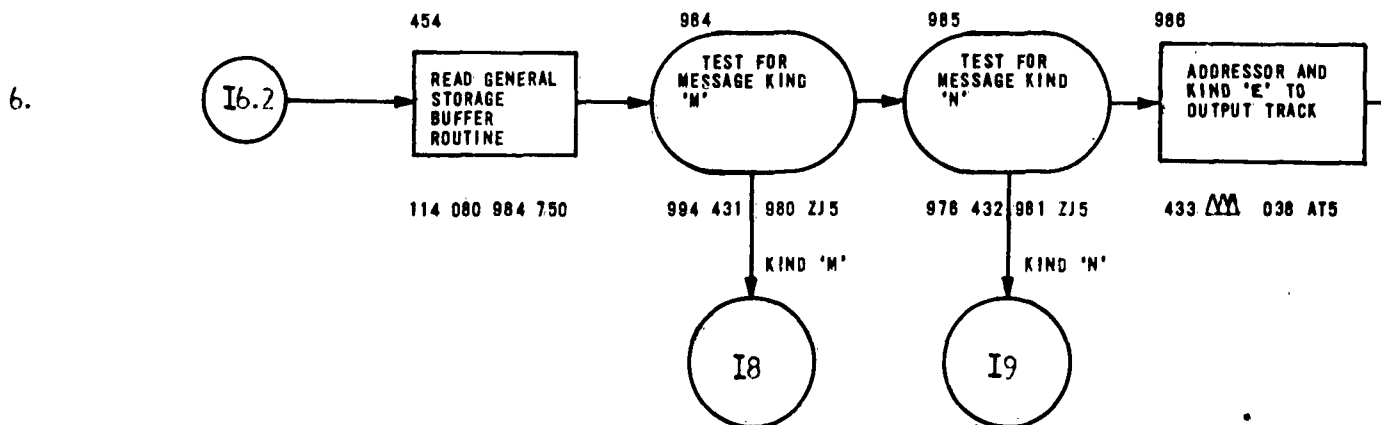 454
984
985
986
6.
I6.2
READ GENERAL
STORAGE
BUFFER
ROUTINE
TEST FOR
MESSAGE KIND
'M'
TEST FOR
MESSAGE KIND
'N'
ADDRESSOR AND
KIND 'E' TO
OUTPUT TRACK
114 080 984 750
994 431 980 ZJ5
976 432 981 ZJ5
433 ΔΔΔ 038 AT5
KIND 'M'
KIND 'N'
I8
I9